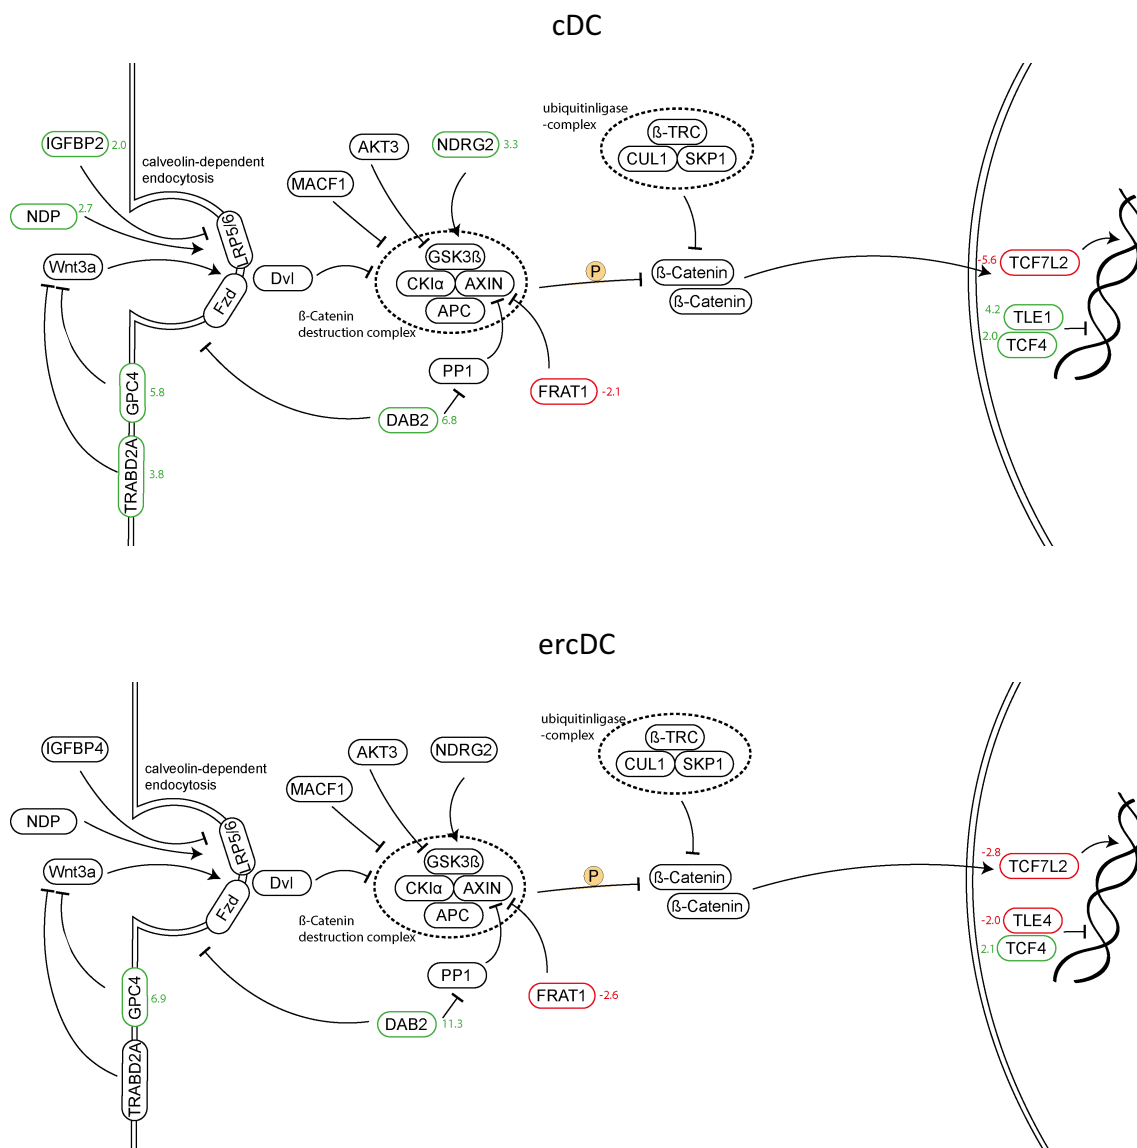 cDC
ubiquitinligase
-complex
ß-TRC
CUL1
SKP1
IGFBP2
2.0
AKT3
NDRG2
3.3
calveolin-dependent
endocytosis
MACF1
NDP
2.7
LRP5/6
GSK3ß
Wnt3a
Dvl
Fzd
CKIα
AXIN
APC
P
ß-Catenin
ß-Catenin
-5.6
TCF7L2
4.2
TLE1
2.0
TCF4
ß-Catenin
destruction complex
PP1
GPC4
5.8
FRAT1
-2.1
DAB2
6.8
TRABD2A
3.8
ercDC
ubiquitinligase
-complex
ß-TRC
CUL1
SKP1
IGFBP4
AKT3
NDRG2
calveolin-dependent
endocytosis
MACF1
NDP
LRP5/6
GSK3ß
Wnt3a
Dvl
Fzd
CKIα
AXIN
APC
P
ß-Catenin
ß-Catenin
-2.8
TCF7L2
-2.0
TLE4
2.1
TCF4
ß-Catenin
destruction complex
PP1
GPC4
6.9
FRAT1
-2.6
DAB2
11.3
TRABD2A